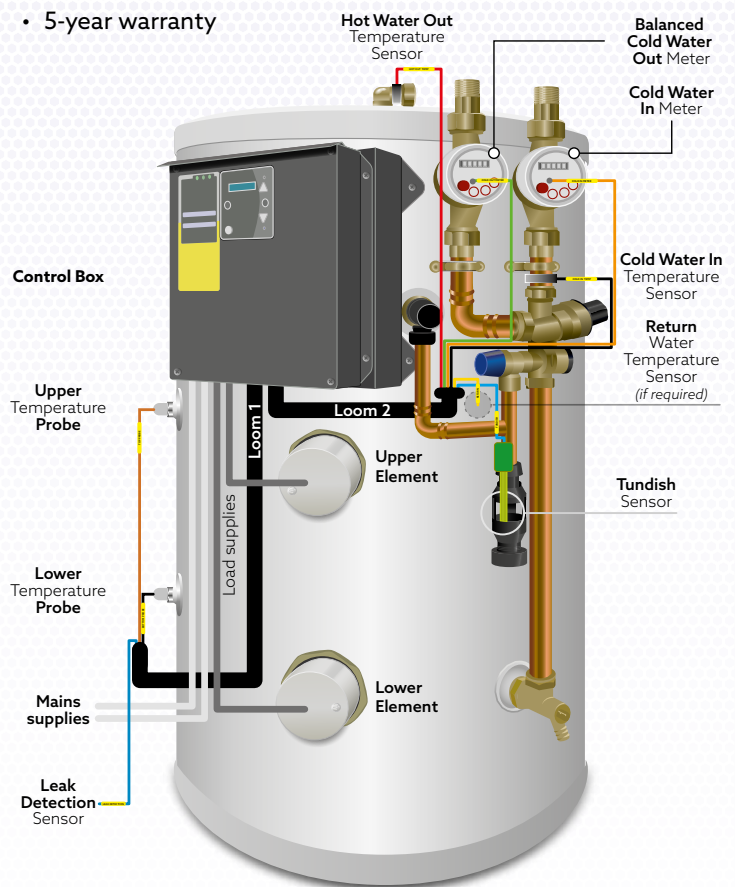 • 5-year warranty
Hot Water Out
Temperature
Sensor
Balanced
Cold Water
Out Meter
Cold Water
In Meter
Control Box
Cold Water In
Temperature
Sensor
Return
Water
Temperature
Sensor
(if required)
Upper
Temperature
Probe
Loom 1
Loom 2
Upper
Element
Load supplies
Tundish
Sensor
Lower
Temperature
Probe
Mains
supplies
Lower
Element
Leak
Detection
Sensor